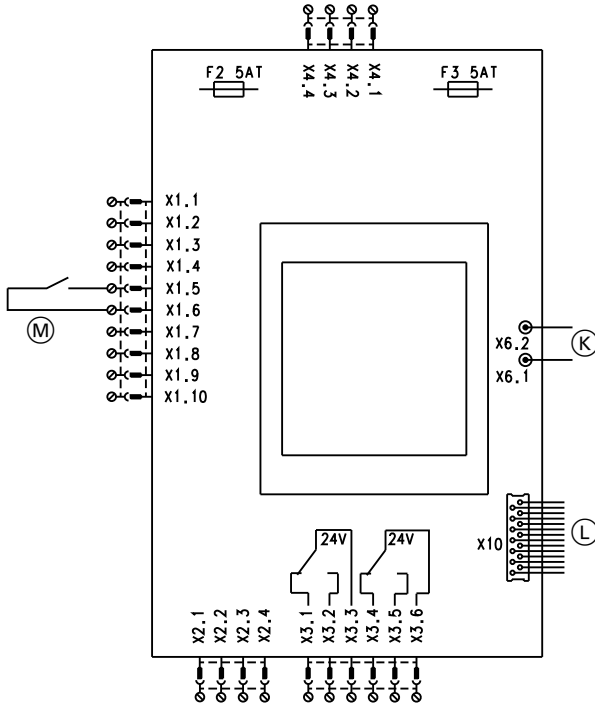 X4.4
X4.3
X4.2
X4.1
F2 5AT
F3 5AT
X1.1
X1.2
X1.3
X1.4
X1.5
X1.6
X1.7
X1.8
X1.9
X1.10
M
X6.2
K
X6.1
X10
L
24V
24V
X2.1
X2.2
X2.3
X2.4
X3.1
X3.2
X3.3
X3.4
X3.5
X3.6